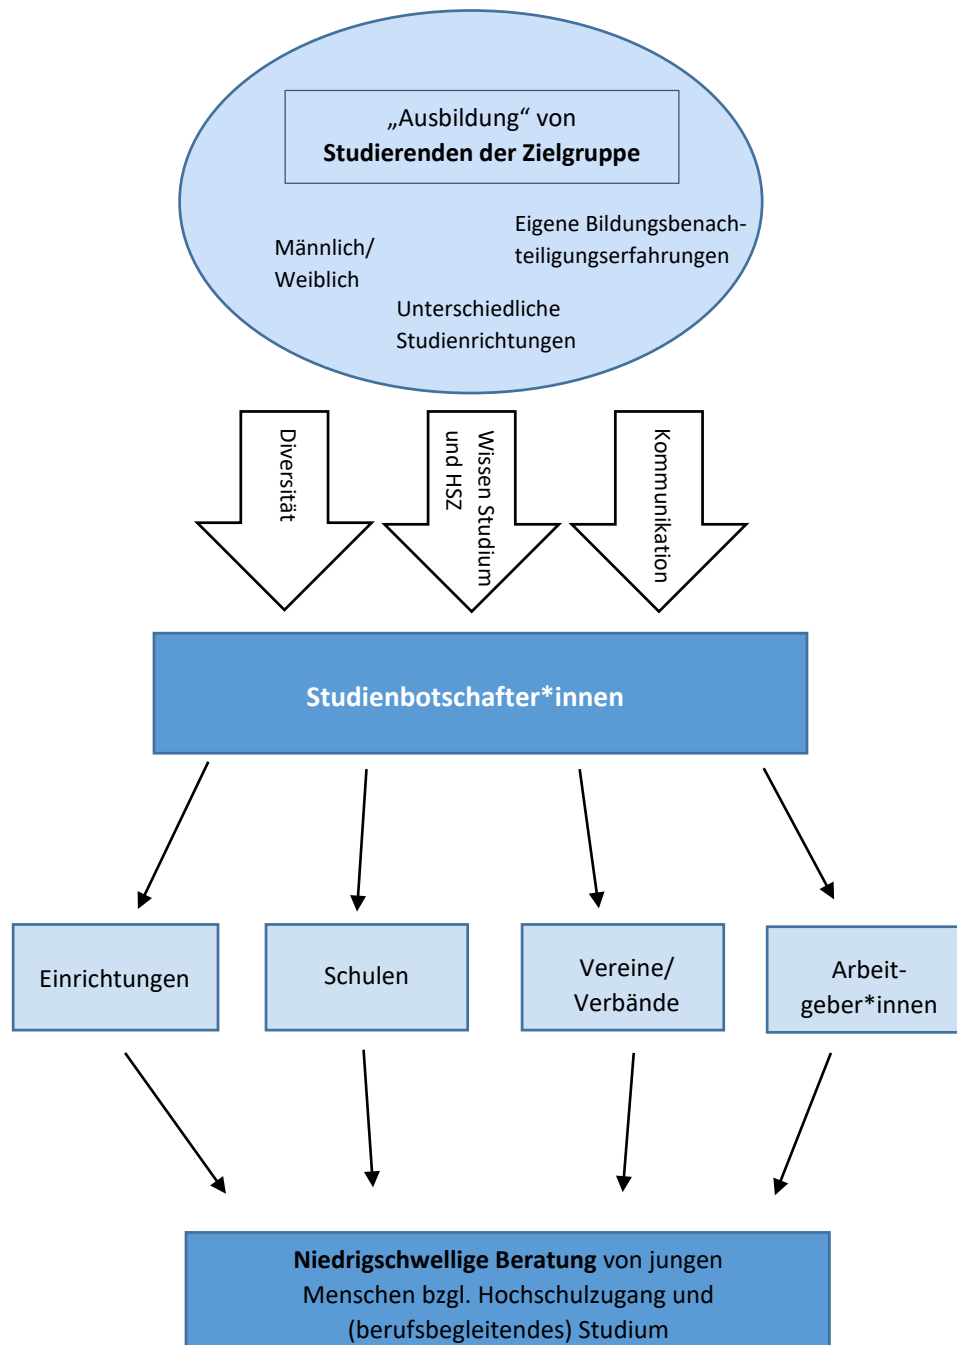 „Ausbildung“ von
Studierenden der Zielgruppe
Eigene Bildungsbenach-
teiligungserfahrungen
Männlich/
Weiblich
Unterschiedliche
Studienrichtungen
Diversität
Wissen Studium
und HSZ
Kommunikation
Studienbotschafter*innen
Einrichtungen
Schulen
Vereine/
Verbände
Arbeit-
geber*innen
Niedrigschwellige Beratung von jungen
Menschen bzgl. Hochschulzugang und
(berufsbegleitendes) Studium